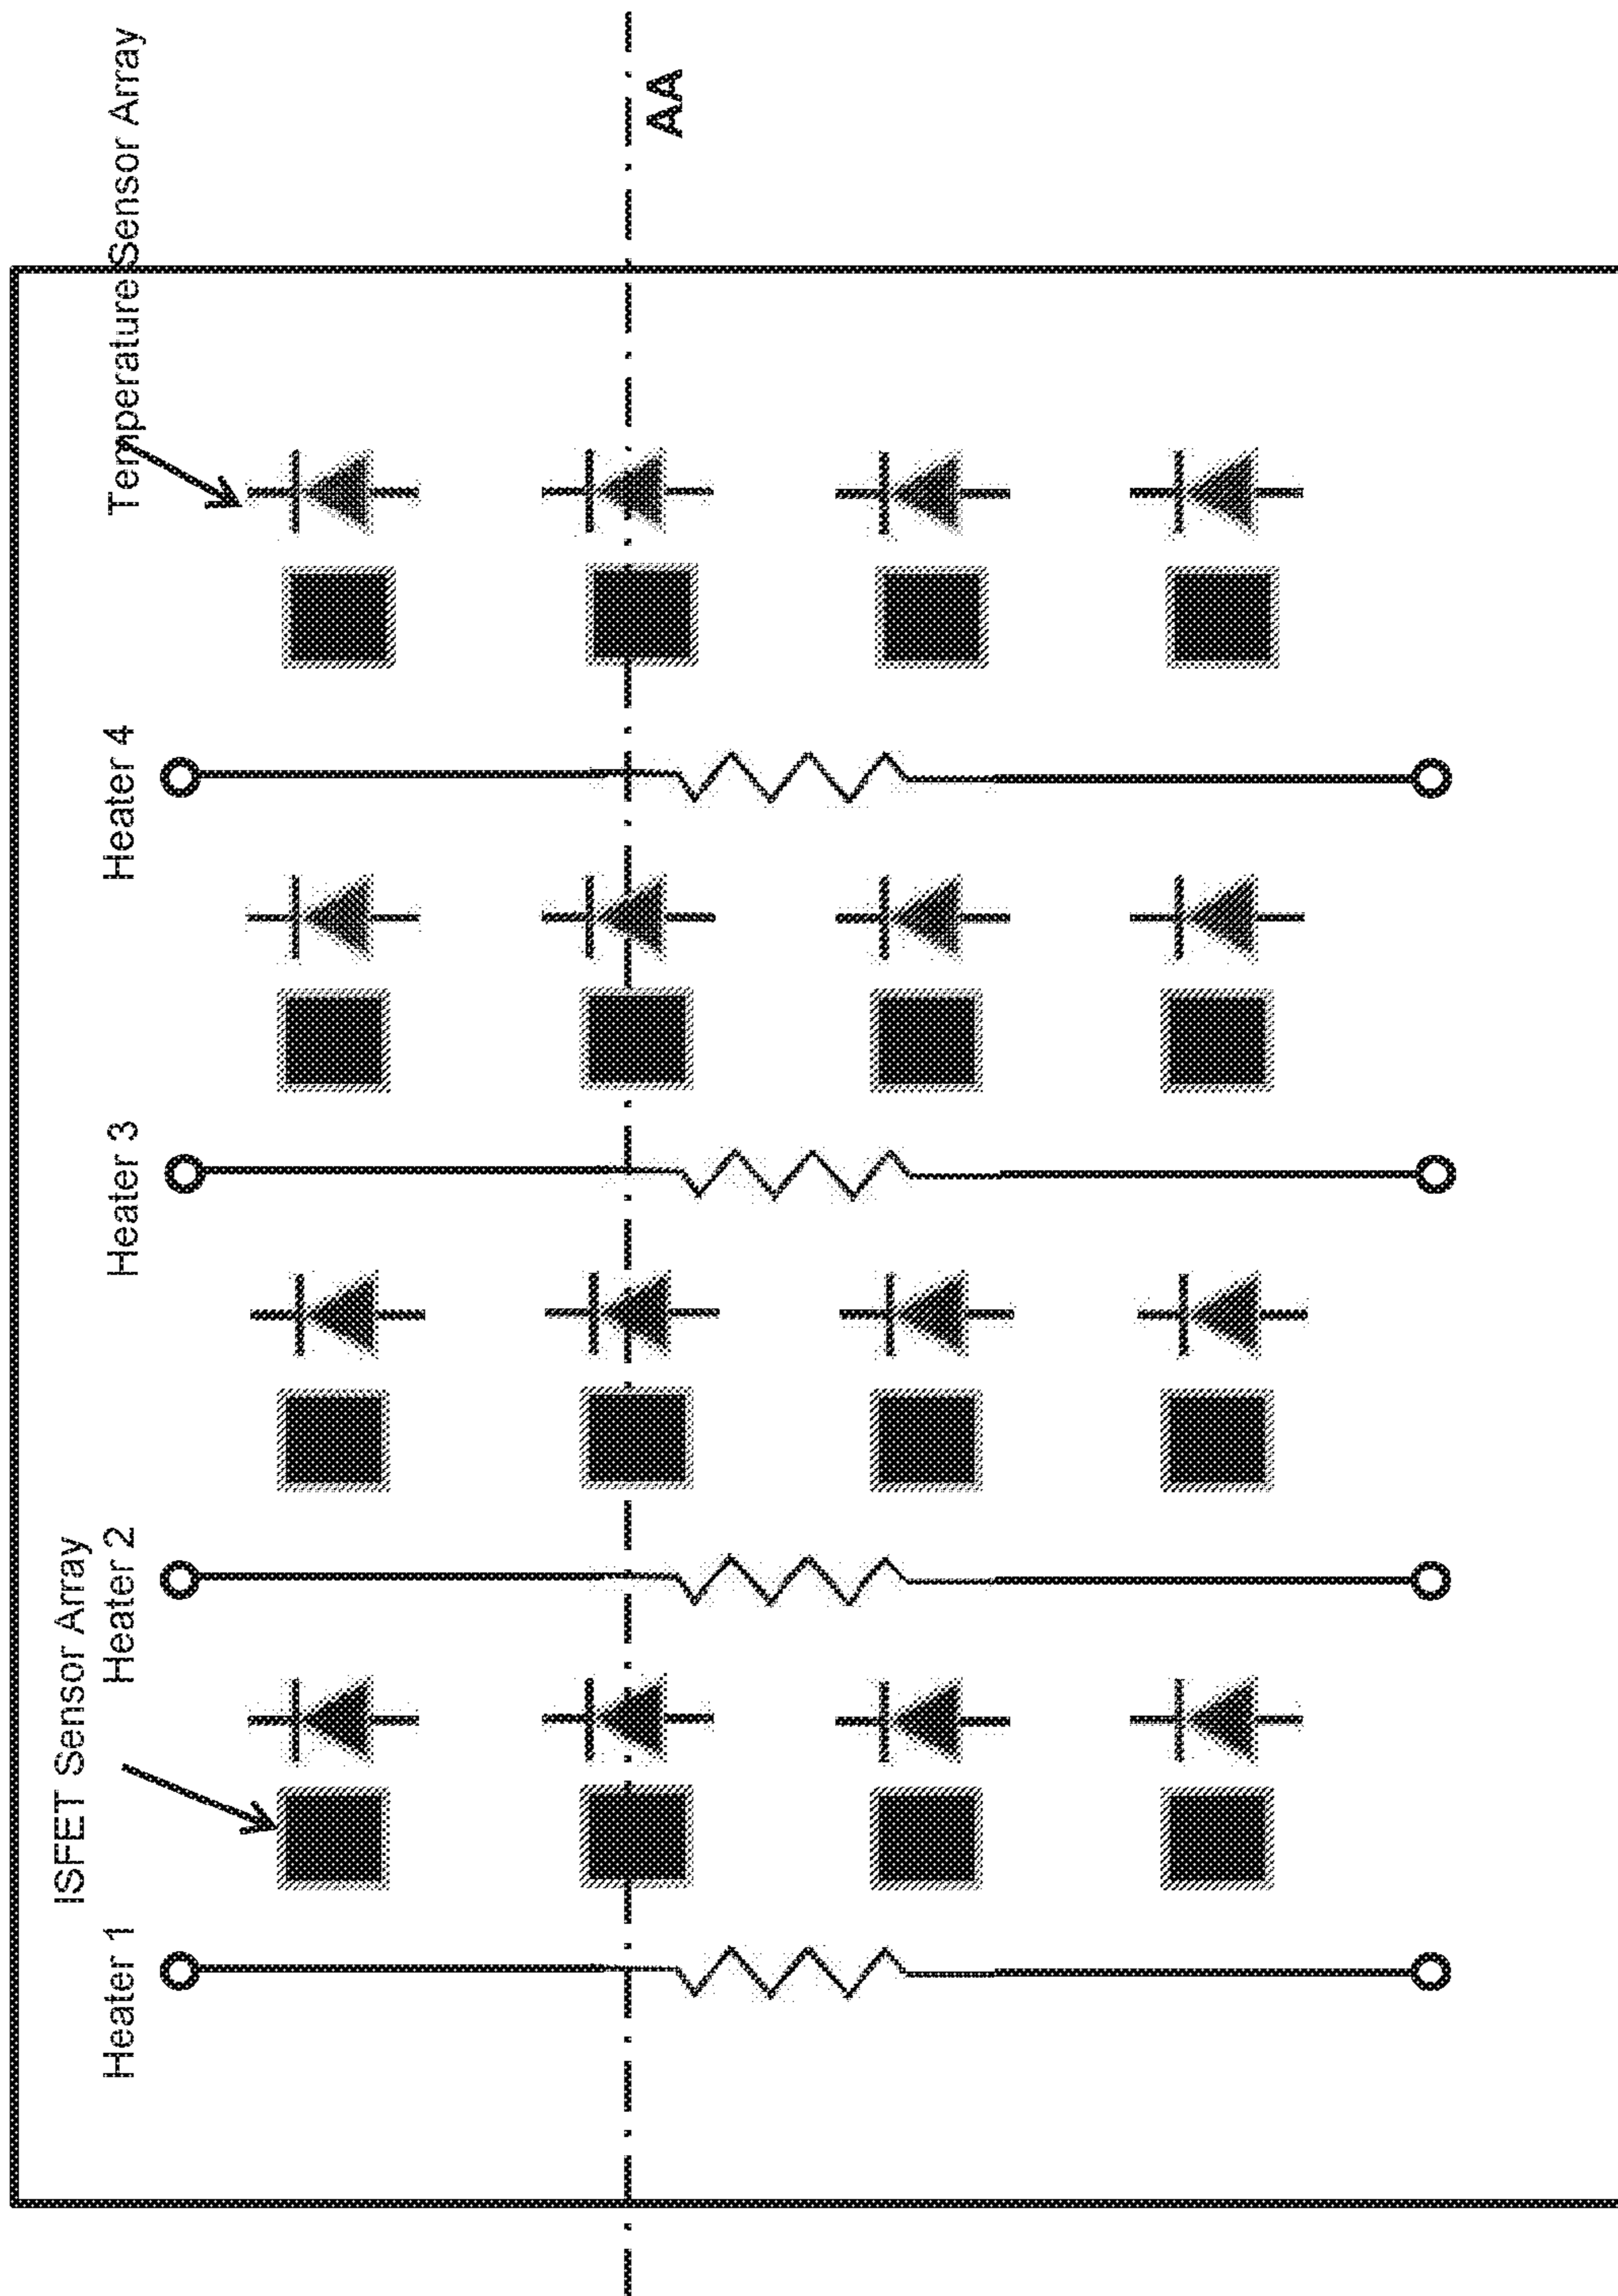 ISFET Sensor Array
Temperature Sensor Array
Heater 1
Heater 2
Heater 3
Heater 4
AA